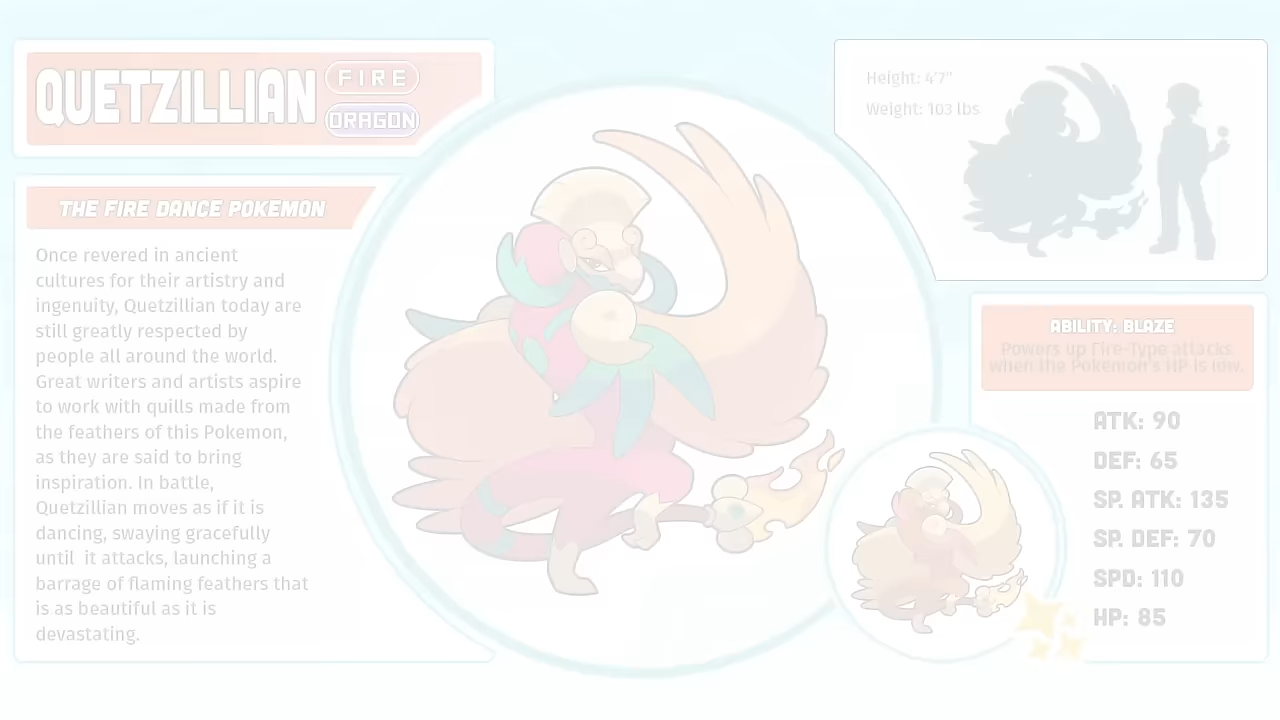 QUETZILLIAN
FIRE
DRAGON
THE FIRE DANCE POKEMON
Once revered in ancient
cultures for their artistry and
ingenuity, Quetzillian today are
still greatly respected by
people all around the world.
Great writers and artists aspire
to work with quills made from
the feathers of this Pokemon,
as they are said to bring
inspiration. In battle,
Quetzillian moves as if it is
dancing, swaying gracefully
until it attacks, launching a
barrage of flaming feathers that
is as beautiful as it is
devastating.
Height: 4'7"
Weight: 103 lbs
ABILITY: BLAZE
Powers up Fire-Type attacks
when the Pokemon's HP is low.
ATK: 90
DEF: 65
SP. ATK: 135
SP. DEF: 70
SPD: 110
HP: 85